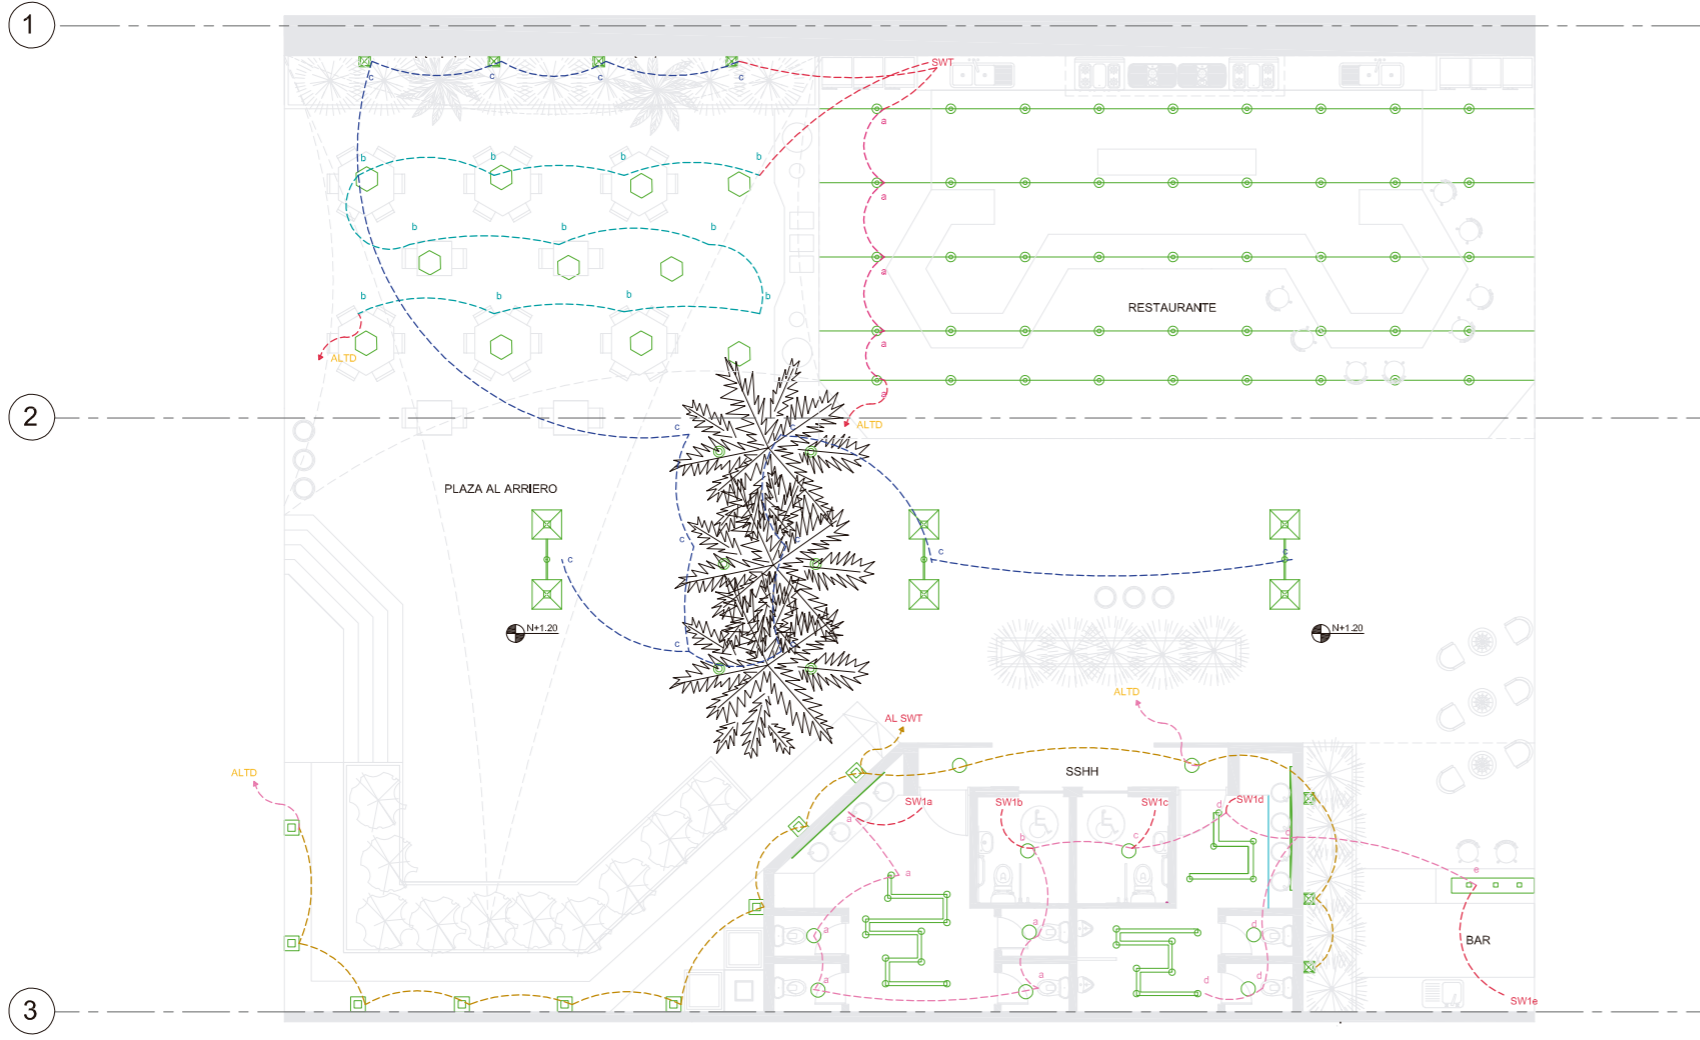 1
SWT
c c c c
a
b b b b
a
b b b
a
b b b b
RESTAURANTE
a
ALTD
a
2
ALTD
c c
PLAZA AL ARRIERO
c
c c c
N+1.20
N+1.20
c
ALTD
AL SWT
ALTD
SSHH
SW1a
SW1b
SW1c
SW1d
a
d
b
c
d
a
e
a
a
d
BAR
a
a
d
d
SW1e
3